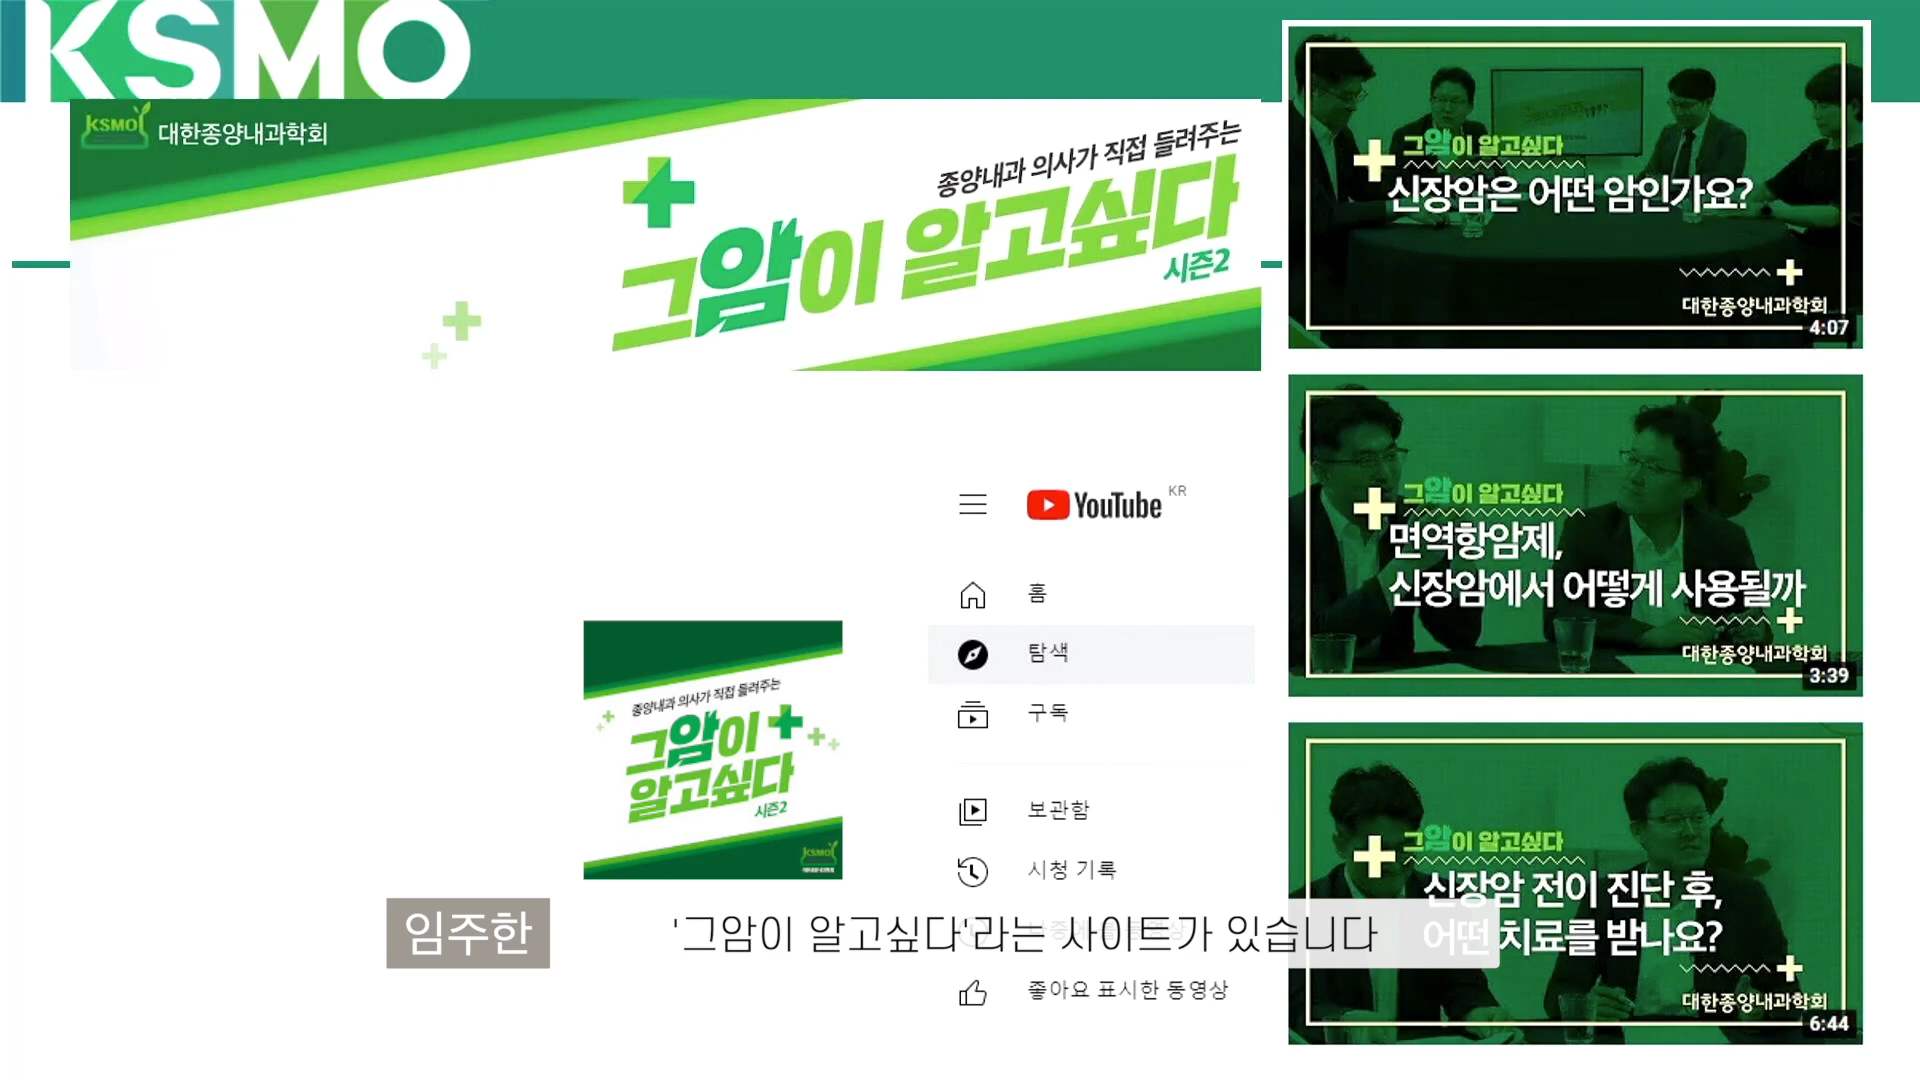 KSMO
KSMO 대한종양내과학회
종양내과 의사가 직접 들려주는
그암이 알고싶다
시즌2
YouTube KR
홈
탐색
구독
보관함
시청 기록
좋아요 표시한 동영상
종양내과 의사가 직접 들려주는
그암이
알고싶다
시즌2
KSMO
그암이 알고싶다
신장암은 어떤 암인가요?
대한종양내과학회
4:07
그암이 알고싶다
면역항암제,
신장암에서 어떻게 사용될까
대한종양내과학회
3:39
그암이 알고싶다
신장암 전이 진단 후,
어떤 치료를 받나요?
대한종양내과학회
6:44
임주한
'그암이 알고싶다'라는 사이트가 있습니다